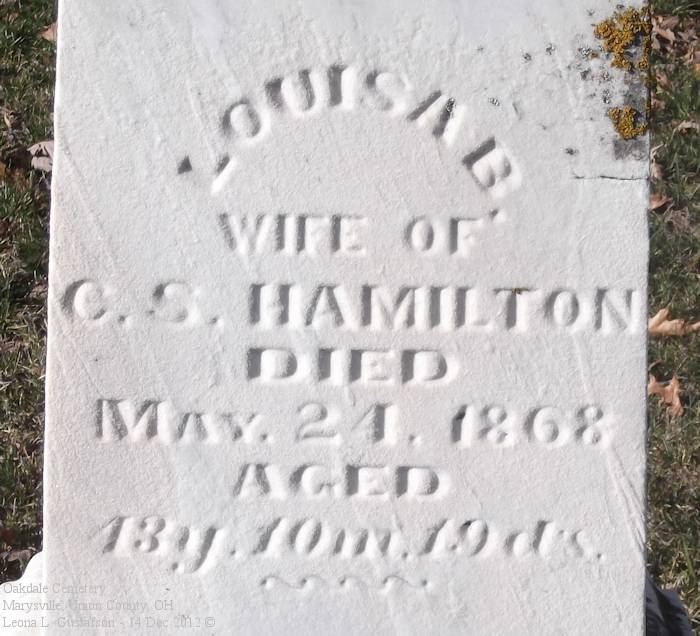 LOUISA B.
WIFE OF
C. S. HAMILTON
DIED
MAY. 24. 1868
AGED
43y. 10m. 19ds.
Oakdale Cemetery
Marysville, Union County, OH
Leona L. Gustafson - 14 Dec 2012 ©